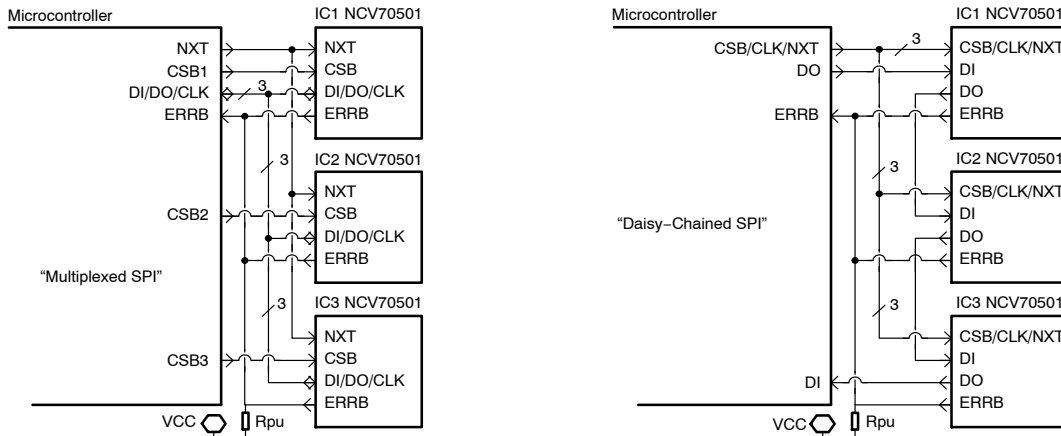 Microcontroller
NXT
CSB1
DI/DO/CLK
ERRB
CSB2
“Multiplexed SPI”
CSB3
3
3
3
IC1 NCV70501
NXT
CSB
DI/DO/CLK
ERRB
IC2 NCV70501
NXT
CSB
DI/DO/CLK
ERRB
IC3 NCV70501
NXT
CSB
DI/DO/CLK
ERRB
VCC
Rpu
Microcontroller
CSB/CLK/NXT
DO
ERRB
“Daisy−Chained SPI”
DI
3
3
3
IC1 NCV70501
CSB/CLK/NXT
DI
DO
ERRB
IC2 NCV70501
CSB/CLK/NXT
DI
DO
ERRB
IC3 NCV70501
CSB/CLK/NXT
DI
DO
ERRB
VCC
Rpu